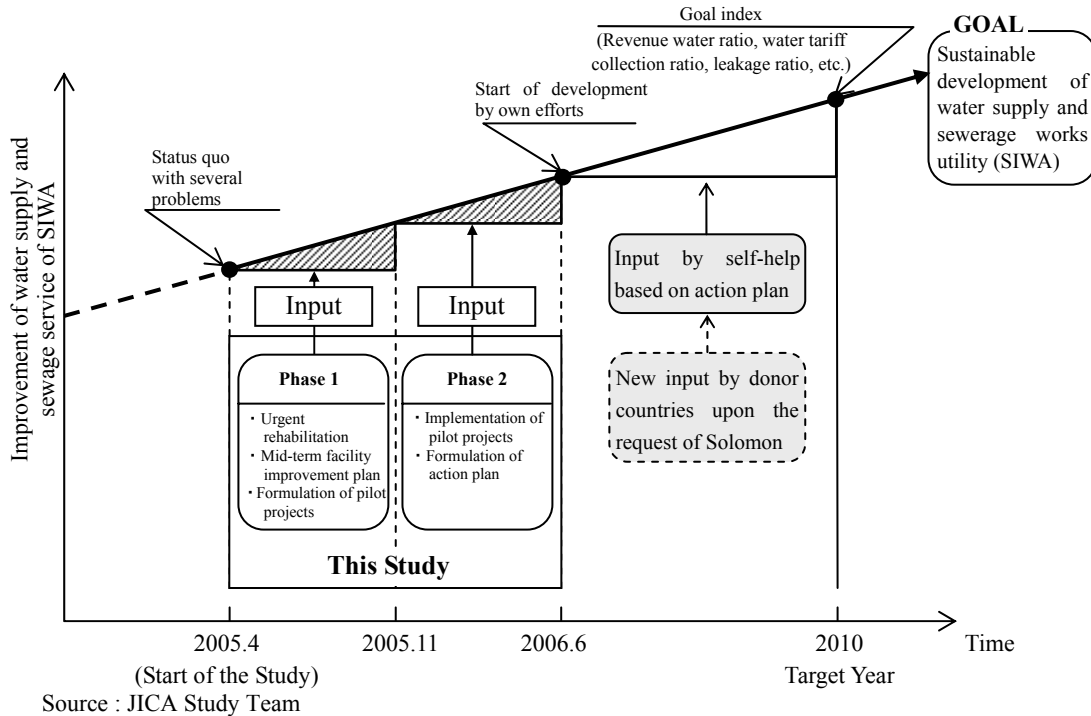 Goal index
(Revenue water ratio, water tariff
collection ratio, leakage ratio, etc.)
GOAL
Sustainable
development of
water supply and
sewerage works
utility (SIWA)
Start of development
by own efforts
Status quo
with several
problems
Improvement of water supply and
sewage service of SIWA
Input
Input
Input by self-help
based on action plan
Phase 1
・Urgent
rehabilitation
・Mid-term facility
improvement plan
・Formulation of pilot
projects
Phase 2
・Implementation of
pilot projects
・Formulation of
action plan
New input by donor
countries upon the
request of Solomon
This Study
2005.4
2005.11
2006.6
2010
Time
(Start of the Study)
Target Year
Source : JICA Study Team